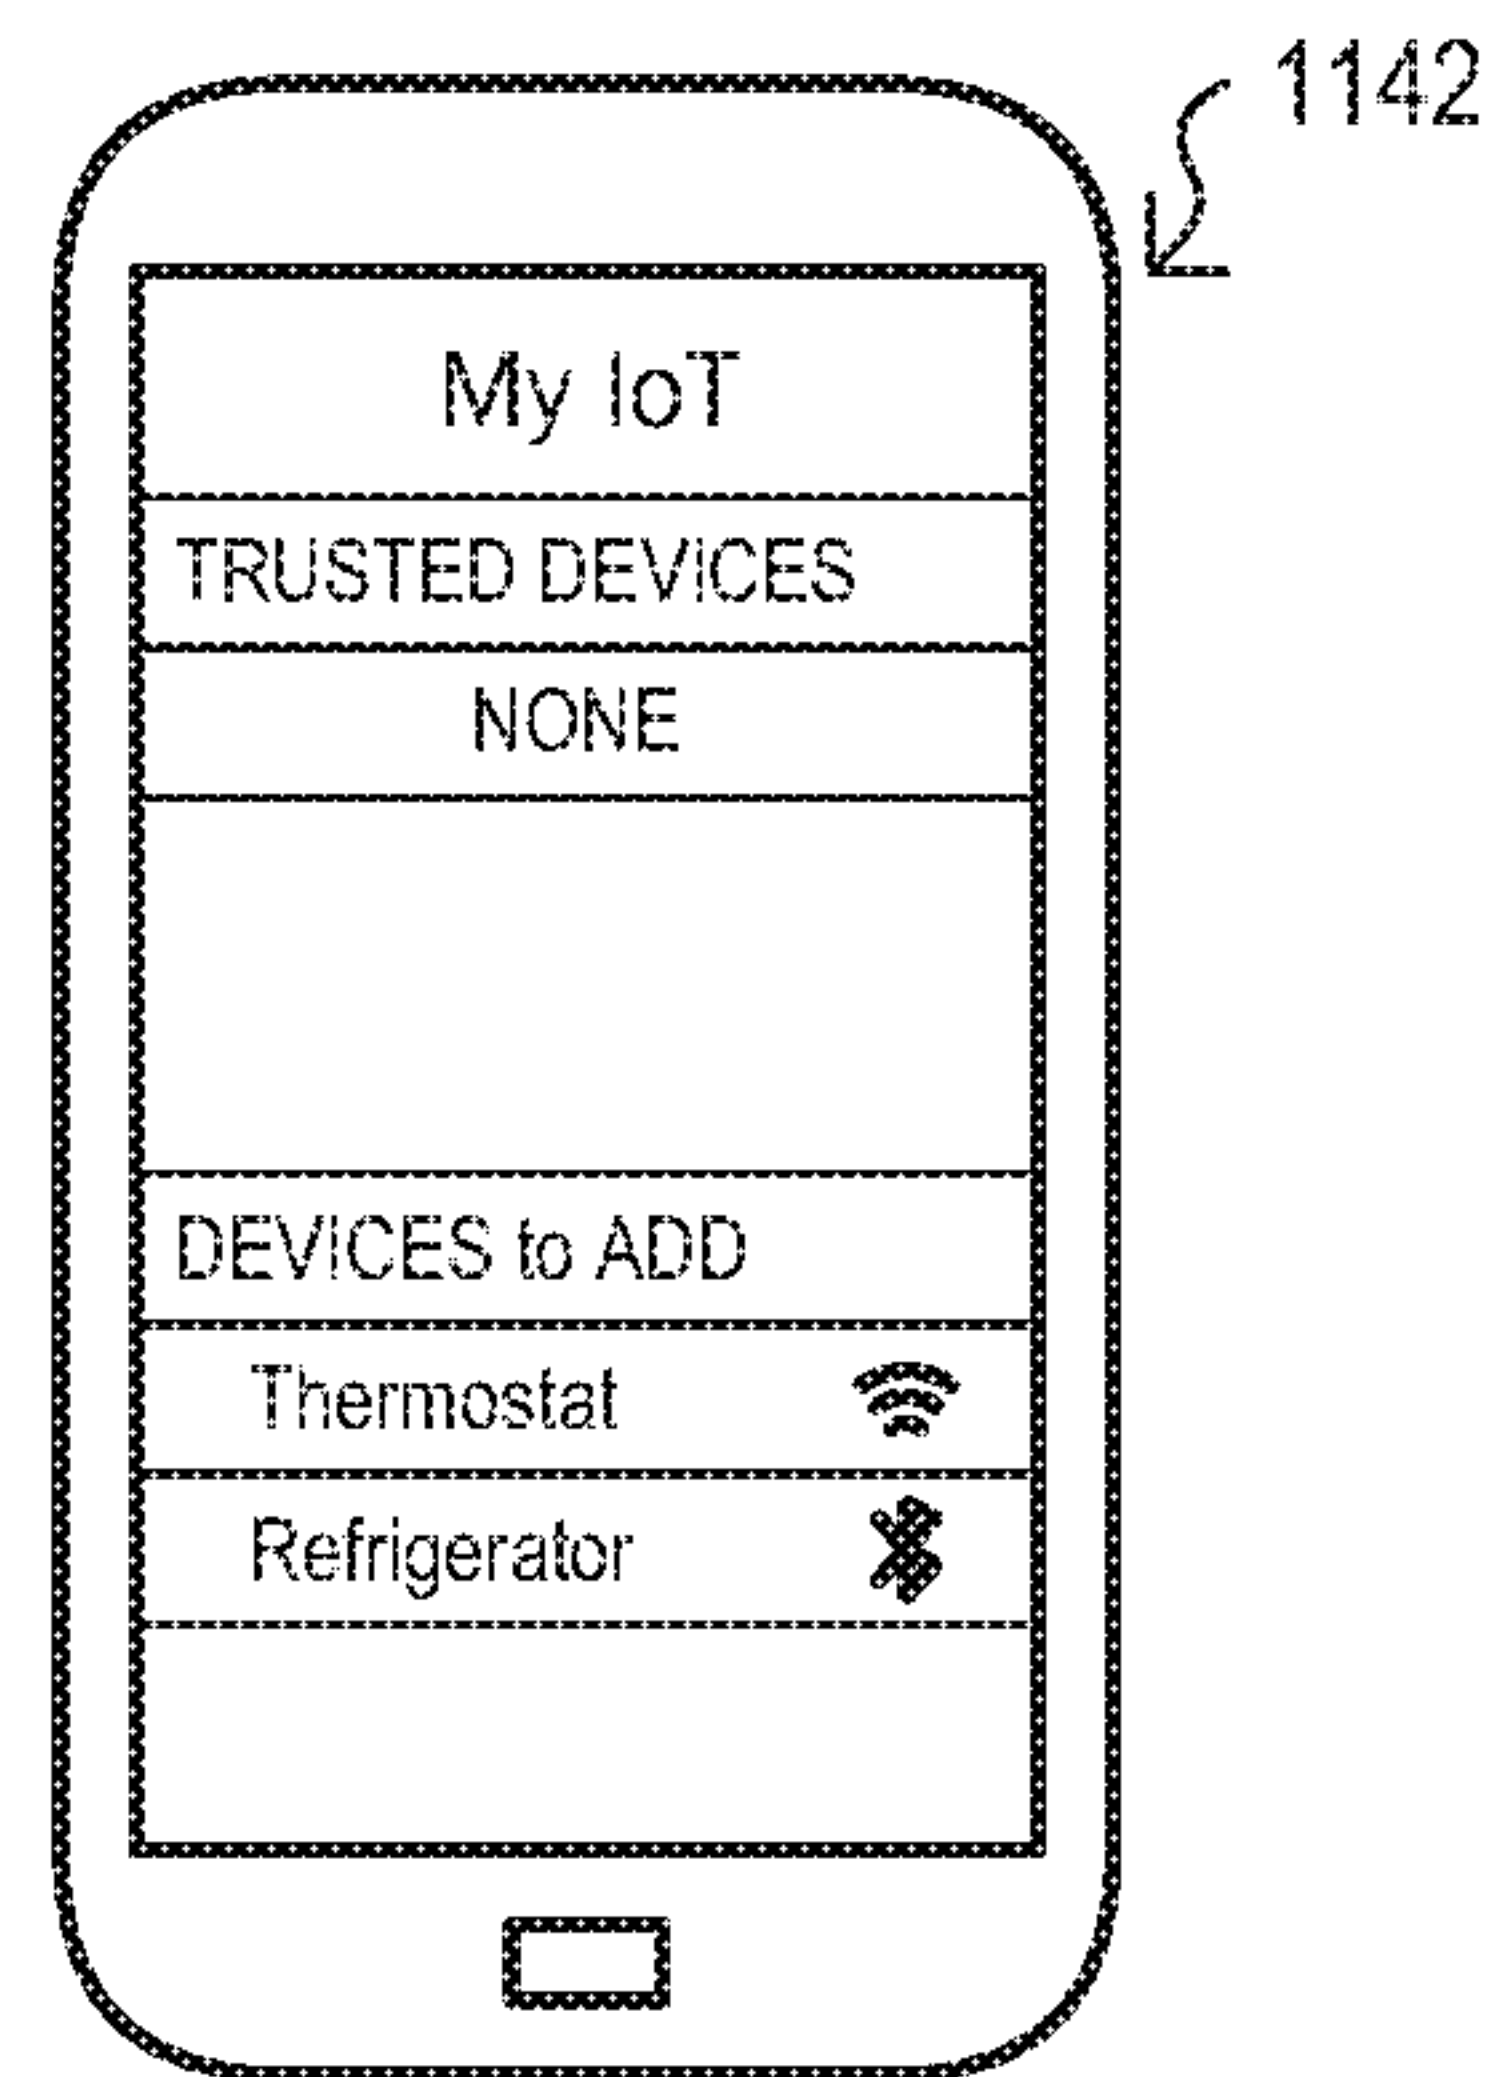 1142
My IoT
TRUSTED DEVICES
NONE
DEVICES to ADD
Thermostat
Refrigerator